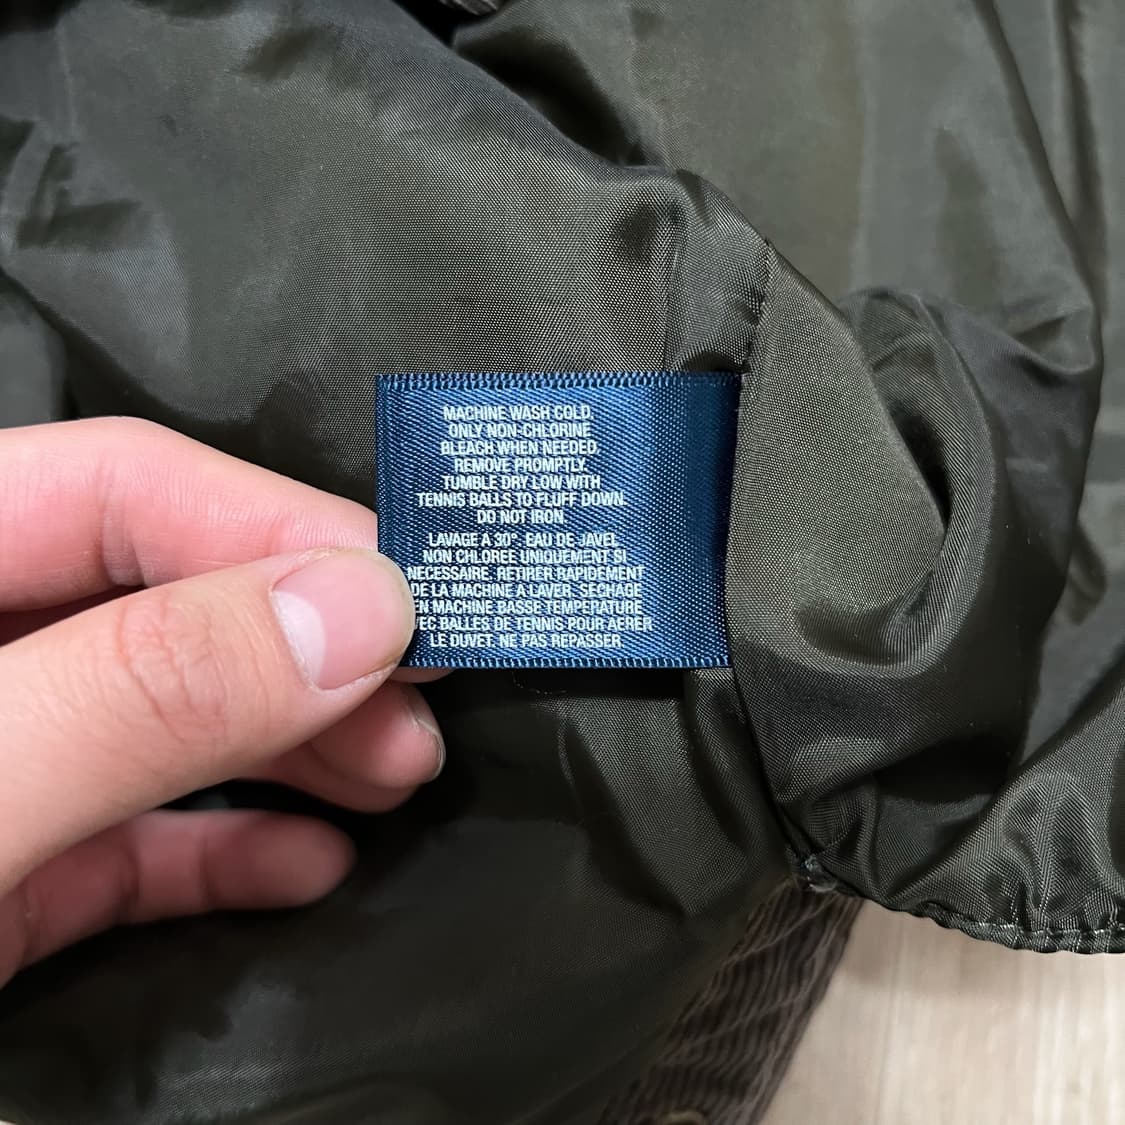 MACHINE WASH COLD,
ONLY NON-CHLORINE
BLEACH WHEN NEEDED.
REMOVE PROMPTLY.
TUMBLE DRY LOW WITH
TENNIS BALLS TO FLUFF DOWN.
DO NOT IRON.
LAVAGE A 30°. EAU DE JAVEL
NON CHLOREE UNIQUEMENT SI
NECESSAIRE. RETIRER RAPIDEMENT
DE LA MACHINE A LAVER. SECHAGE
EN MACHINE BASSE TEMPERATURE
VEC BALLES DE TENNIS POUR AERER
LE DUVET. NE PAS REPASSER